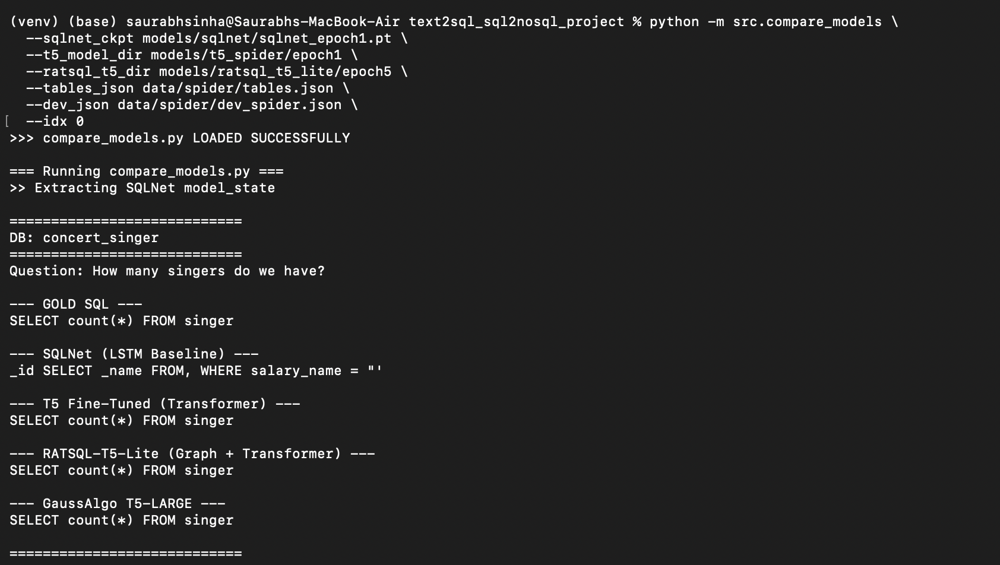 (venv) (base) saurabhsinha@Saurabhs-MacBook-Air text2sql_sql2nosql_project % python -m src.compare_models \
  --sqlnet_ckpt models/sqlnet/sqlnet_epoch1.pt \
  --t5_model_dir models/t5_spider/epoch1 \
  --ratsql_t5_dir models/ratsql_t5_lite/epoch5 \
  --tables_json data/spider/tables.json \
  --dev_json data/spider/dev_spider.json \
[  --idx 0
>>> compare_models.py LOADED SUCCESSFULLY

=== Running compare_models.py ===
>> Extracting SQLNet model_state

============================
DB: concert_singer
============================
Question: How many singers do we have?

--- GOLD SQL ---
SELECT count(*) FROM singer

--- SQLNet (LSTM Baseline) ---
_id SELECT _name FROM, WHERE salary_name = "'

--- T5 Fine-Tuned (Transformer) ---
SELECT count(*) FROM singer

--- RATSQL-T5-Lite (Graph + Transformer) ---
SELECT count(*) FROM singer

--- GaussAlgo T5-LARGE ---
SELECT count(*) FROM singer

============================